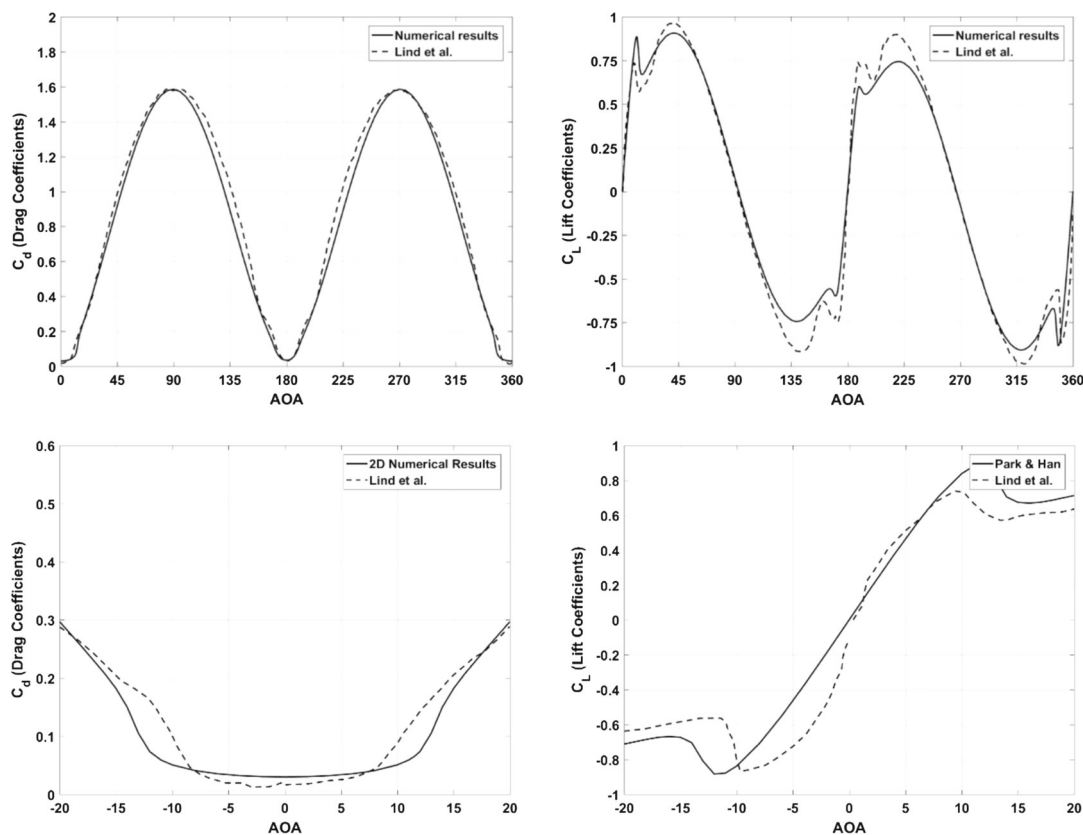 2
1.8
1.6
1.4
1.2
1
0.8
0.6
0.4
0.2
0
C_d (Drag Coefficients)
Numerical results
Lind et al.
0 45 90 135 180 225 270 315 360
AOA
1
0.75
0.5
0.25
0
-0.25
-0.5
-0.75
-1
C_L (Lift Coefficients)
Numerical results
Lind et al.
0 45 90 135 180 225 270 315 360
AOA
0.6
0.5
0.4
0.3
0.2
0.1
0
C_d (Drag Coefficients)
2D Numerical Results
Lind et al.
-20 -15 -10 -5 0 5 10 15 20
AOA
1
0.8
0.6
0.4
0.2
0
-0.2
-0.4
-0.6
-0.8
-1
C_L (Lift Coefficients)
Park & Han
Lind et al.
-20 -15 -10 -5 0 5 10 15 20
AOA